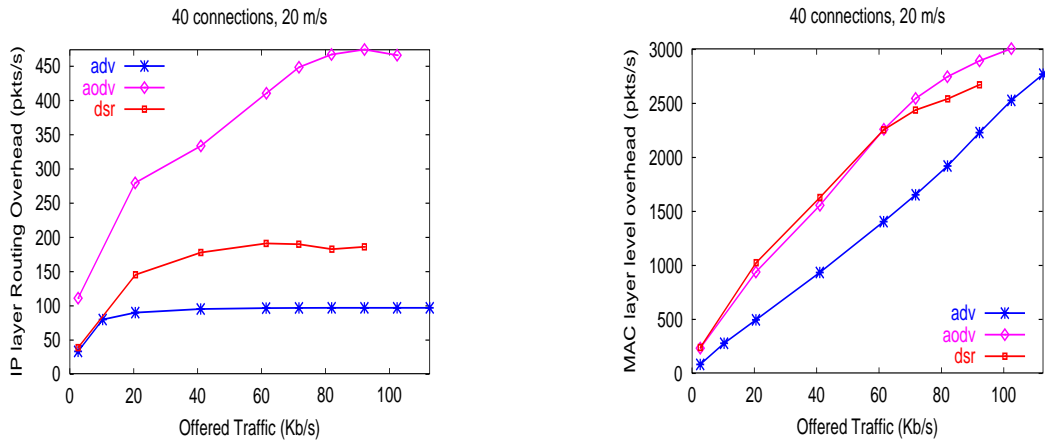 40 connections, 20 m/s
IP layer Routing Overhead (pkts/s)
450
400
350
300
250
200
150
100
50
0
adv
aodv
dsr
0 20 40 60 80 100
Offered Traffic (Kb/s)
40 connections, 20 m/s
MAC layer level overhead (pkts/s)
3000
2500
2000
1500
1000
500
0
adv
aodv
dsr
0 20 40 60 80 100
Offered Traffic (Kb/s)